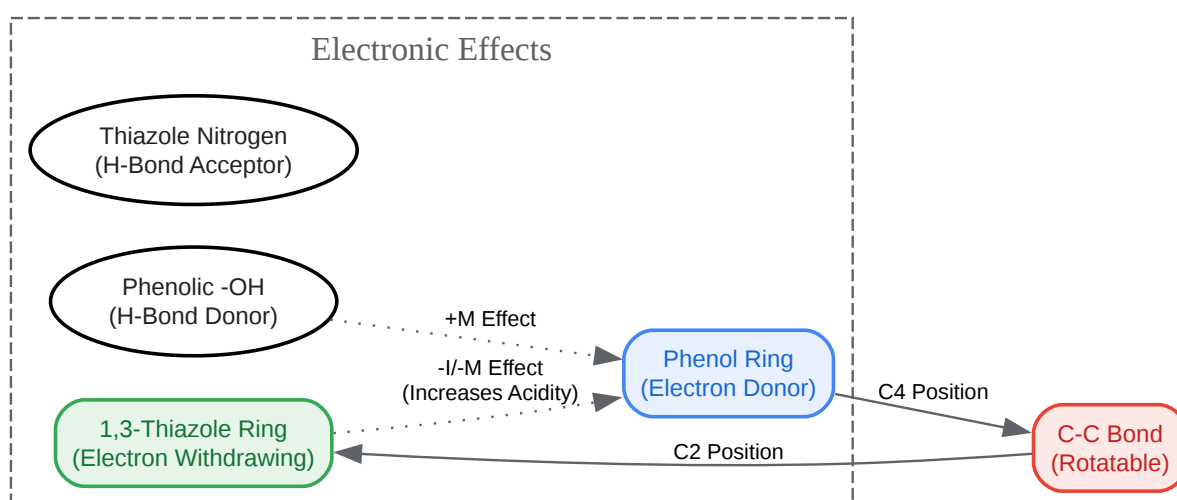 Electronic Effects
Thiazole Nitrogen
(H-Bond Acceptor)
Phenolic -OH
(H-Bond Donor)
+M Effect
-I/-M Effect
(Increases Acidity)
Phenol Ring
(Electron Donor)
C4 Position
1,3-Thiazole Ring
(Electron Withdrawing)
C2 Position
C-C Bond
(Rotatable)